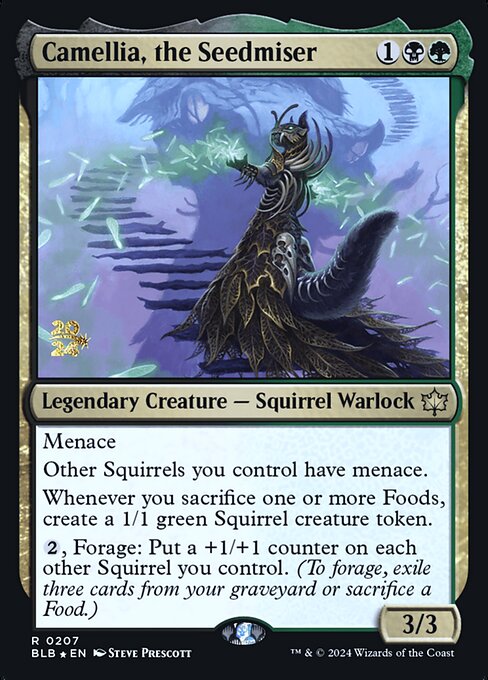 Camellia, the Seedmiser 1
2024
Legendary Creature — Squirrel Warlock
Menace
Other Squirrels you control have menace.
Whenever you sacrifice one or more Foods,
create a 1/1 green Squirrel creature token.
2, Forage: Put a +1/+1 counter on each
other Squirrel you control. (To forage, exile
three cards from your graveyard or sacrifice a
Food.)
3/3
R 0207
BLB ★ EN Steve Prescott
™ & © 2024 Wizards of the Coast